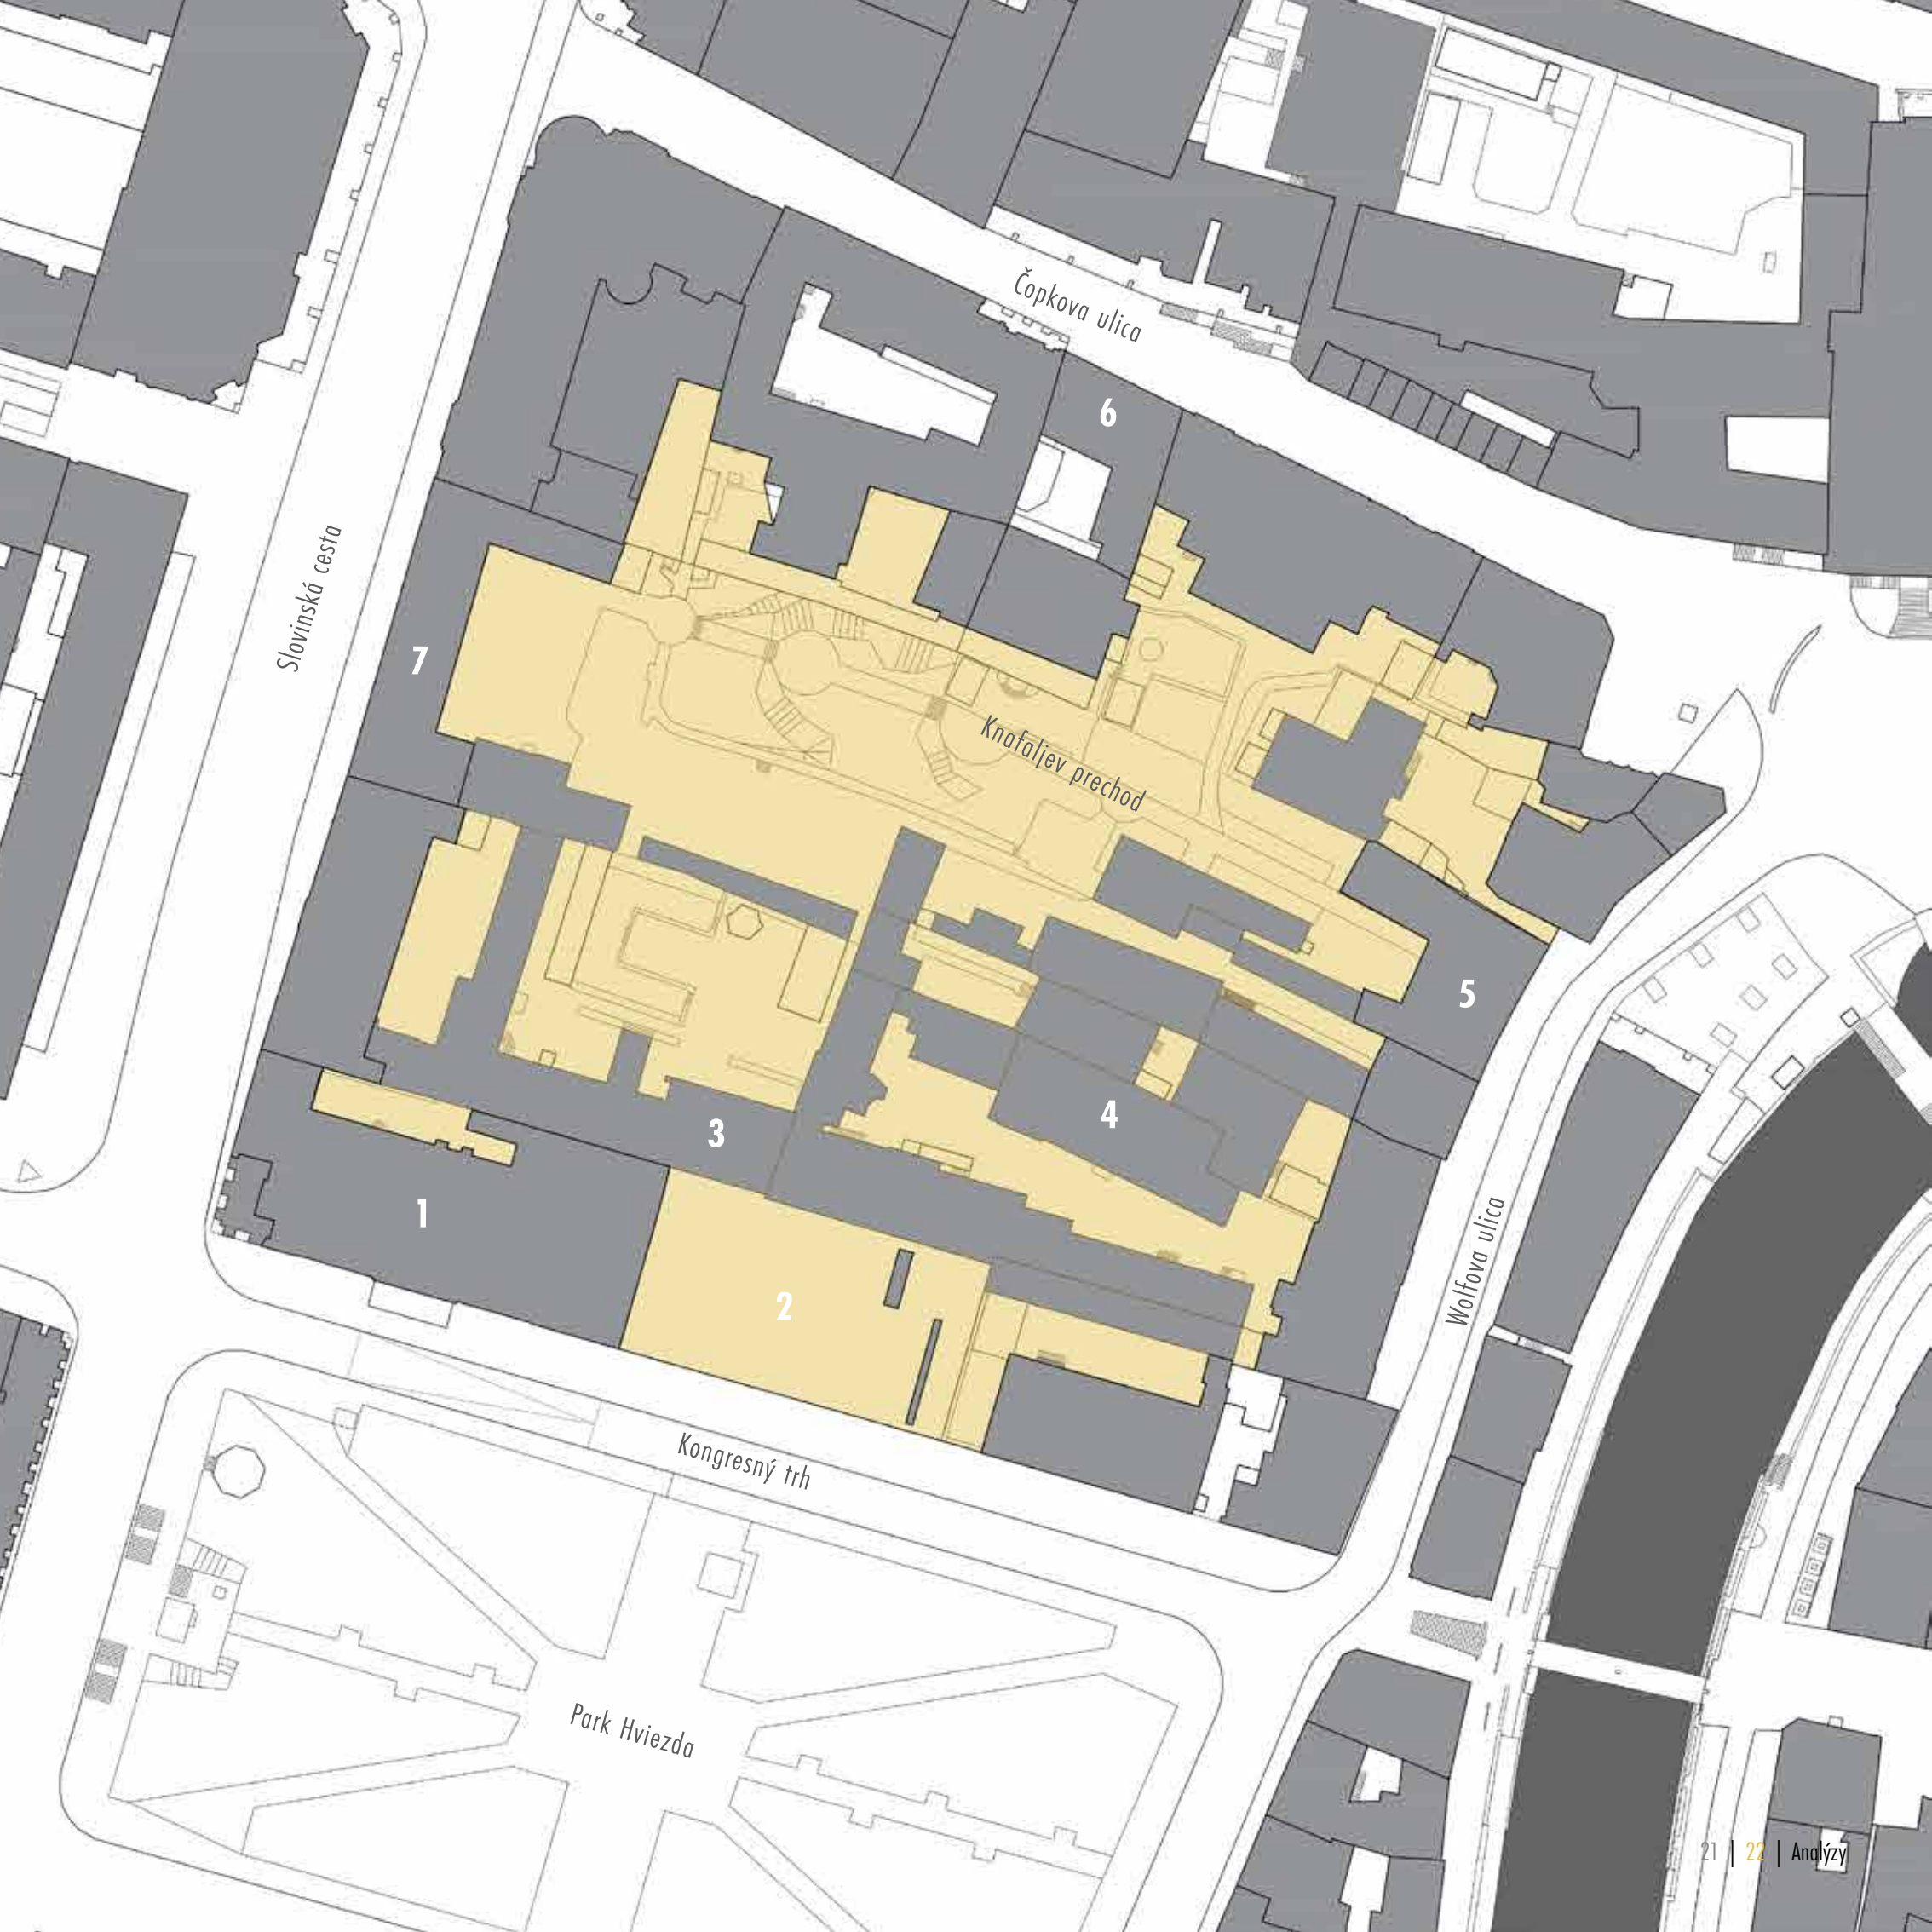 Čopkova ulica
6
Slovinská cesta
7
Knafaljev prechod
5
4
3
1
2
Wolfova ulica
Kongresný trh
Park Hviezda
21 | 22 | Analýzy